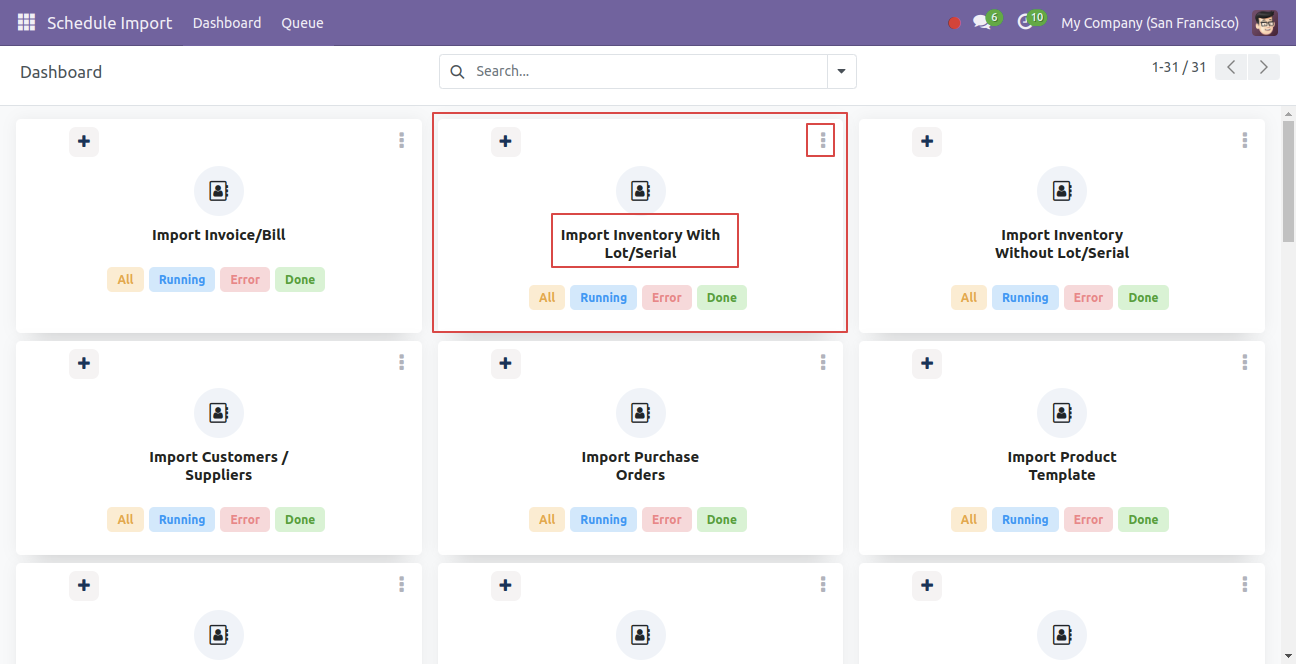 Schedule Import Dashboard Queue 6 10 My Company (San Francisco)
Dashboard Search... 1-31 / 31
Import Invoice/Bill
All Running Error Done
Import Inventory With
Lot/Serial
All Running Error Done
Import Inventory
Without Lot/Serial
All Running Error Done
Import Customers /
Suppliers
All Running Error Done
Import Purchase
Orders
All Running Error Done
Import Product
Template
All Running Error Done